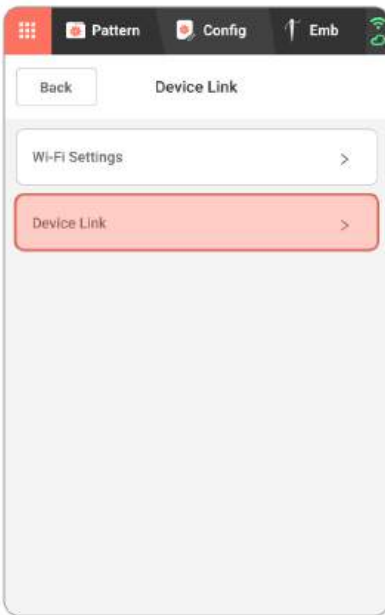 Pattern Config Emb
Back Device Link
Wi-Fi Settings >
Device Link >